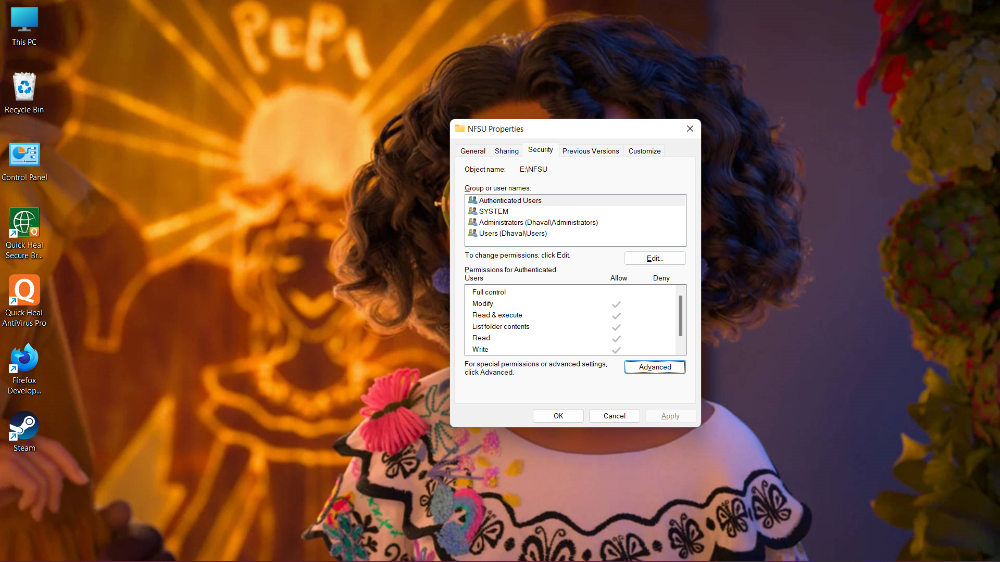 PEPI
This PC
Recycle Bin
Control Panel
Quick Heal
Secure Br...
Quick Heal
AntiVirus Pro
Firefox
Develop...
Steam
NFSU Properties
General Sharing Security Previous Versions Customize
Object name: E:\NFSU
Group or user names:
Authenticated Users
SYSTEM
Administrators (Dhaval\Administrators)
Users (Dhaval\Users)
To change permissions, click Edit.
Edit...
Permissions for Authenticated
Users Allow Deny
Full control
Modify
Read & execute
List folder contents
Read
Write
For special permissions or advanced settings,
click Advanced.
Advanced
OK Cancel Apply